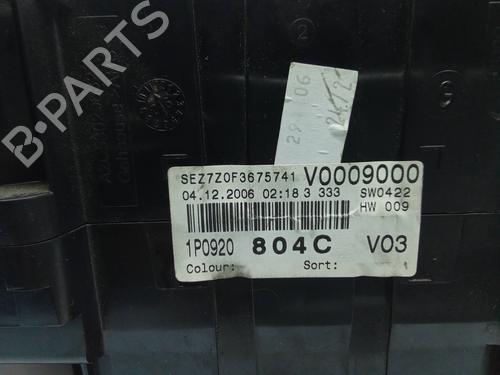 29 06
2472
SEZ7Z0F3675741 V0009000
04.12.2006 02:18 3 333 SW0422
HW 009
1P0920 804C V03
Colour: Sort:
B-PARTS